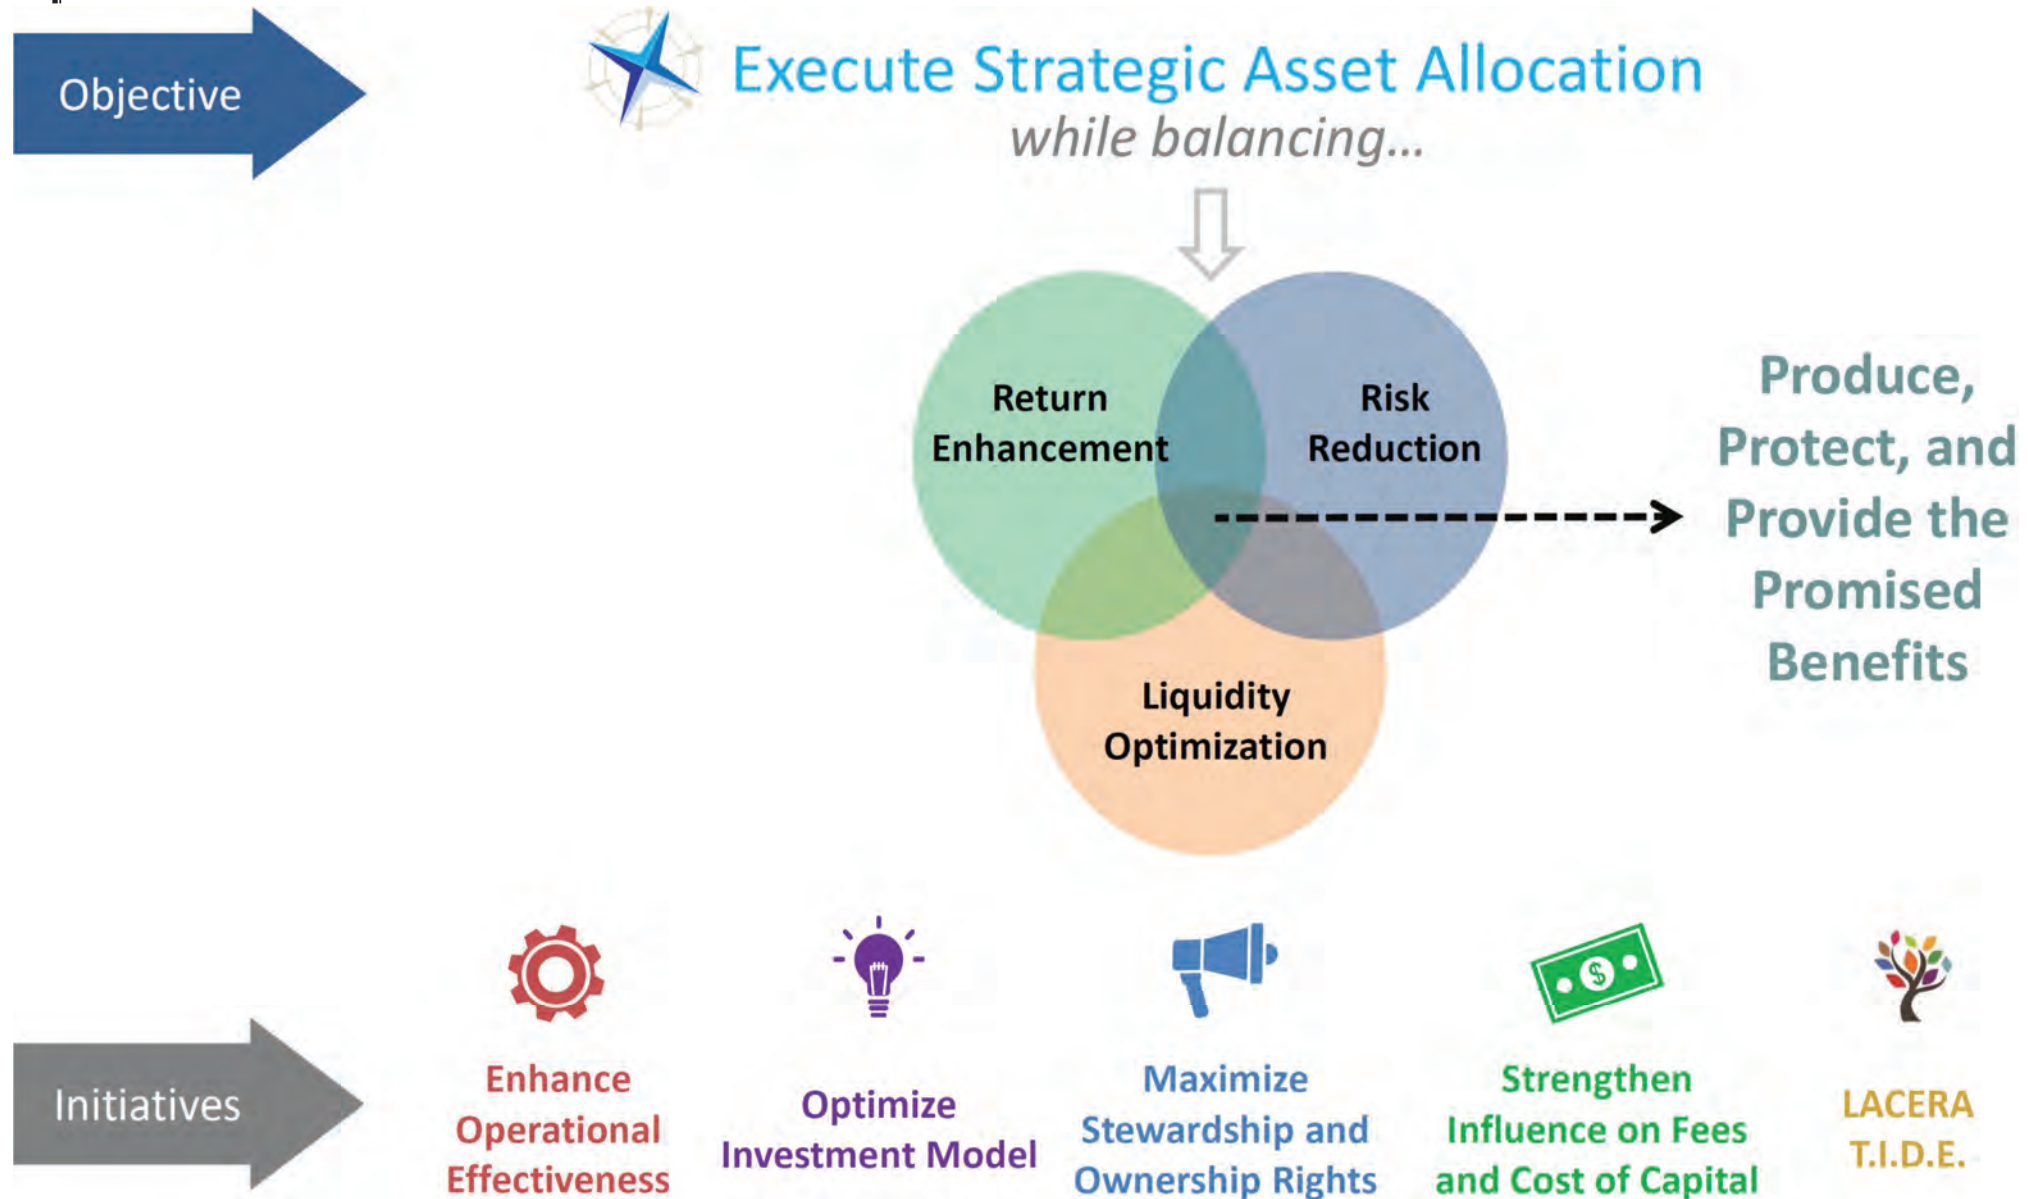 Objective
Execute Strategic Asset Allocation
while balancing...
Return
Enhancement
Risk
Reduction
Liquidity
Optimization
Produce,
Protect, and
Provide the
Promised
Benefits
Initiatives
Enhance
Operational
Effectiveness
Optimize
Investment Model
Maximize
Stewardship and
Ownership Rights
$
Strengthen
Influence on Fees
and Cost of Capital
LACERA
T.I.D.E.